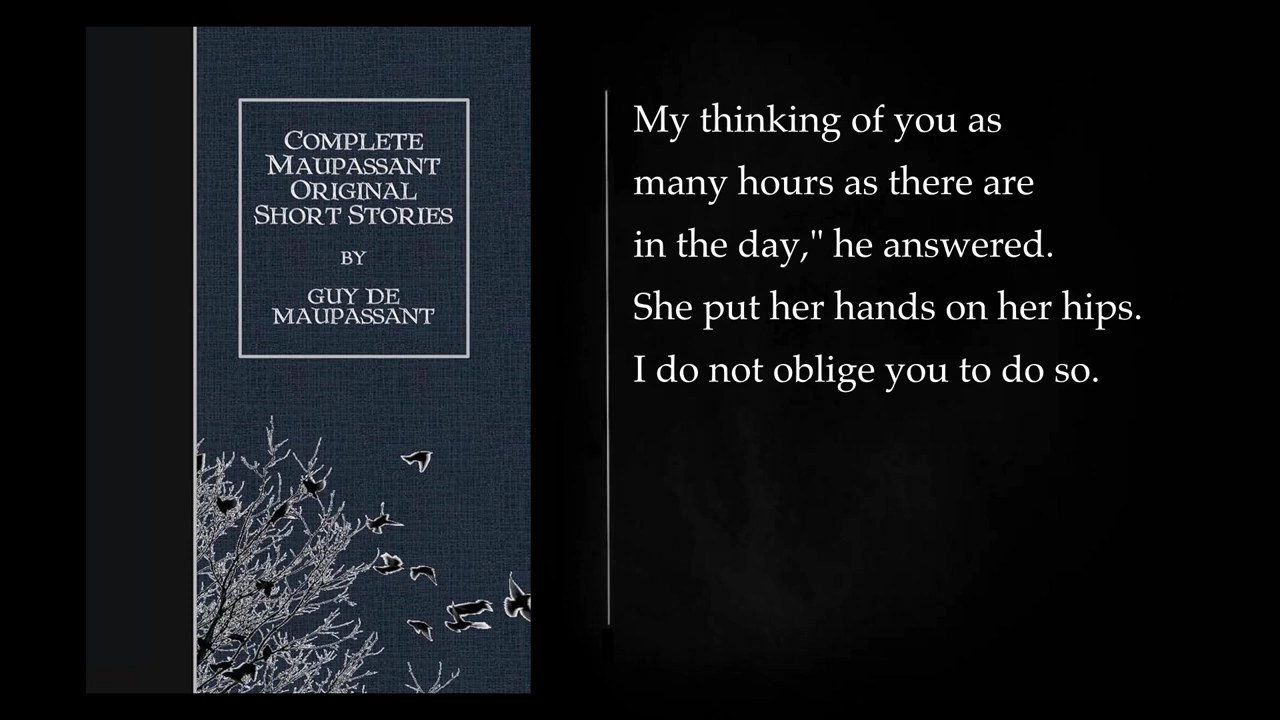 COMPLETE
MAUPASSANT
ORIGINAL
SHORT STORIES
BY
GUY DE
MAUPASSANT
My thinking of you as
many hours as there are
in the day," he answered.
She put her hands on her hips.
I do not oblige you to do so.